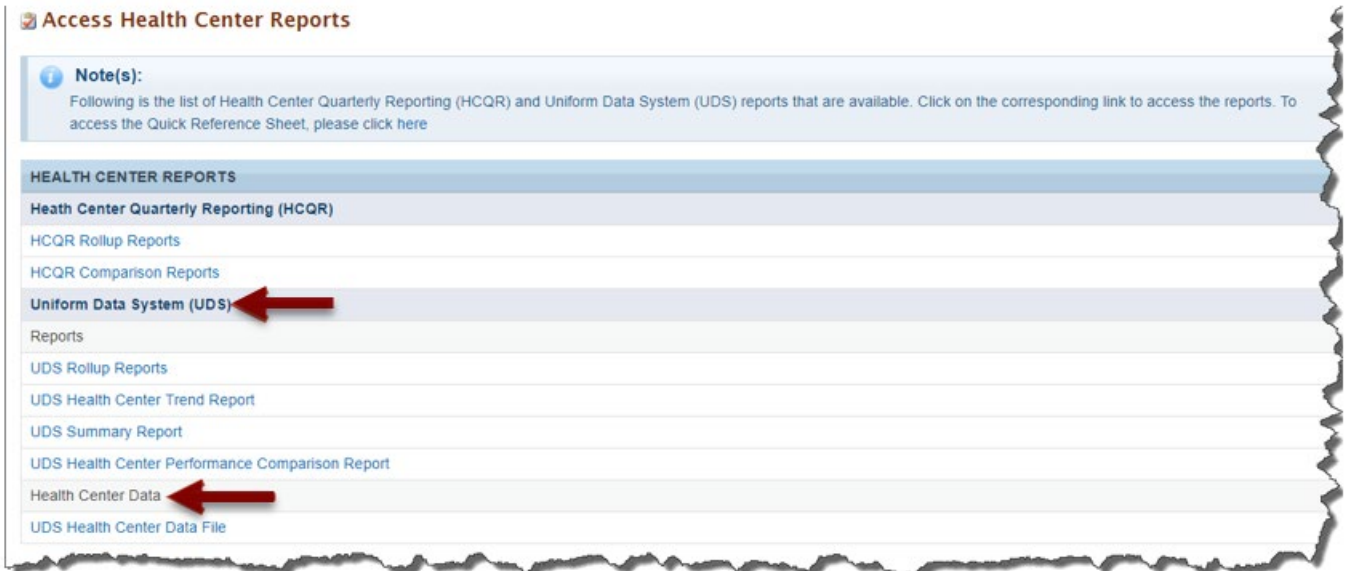 Access Health Center Reports
Note(s):
Following is the list of Health Center Quarterly Reporting (HCQR) and Uniform Data System (UDS) reports that are available. Click on the corresponding link to access the reports. To
access the Quick Reference Sheet, please click here
HEALTH CENTER REPORTS
Heath Center Quarterly Reporting (HCQR)
HCQR Rollup Reports
HCQR Comparison Reports
Uniform Data System (UDS)
Reports
UDS Rollup Reports
UDS Health Center Trend Report
UDS Summary Report
UDS Health Center Performance Comparison Report
Health Center Data
UDS Health Center Data File